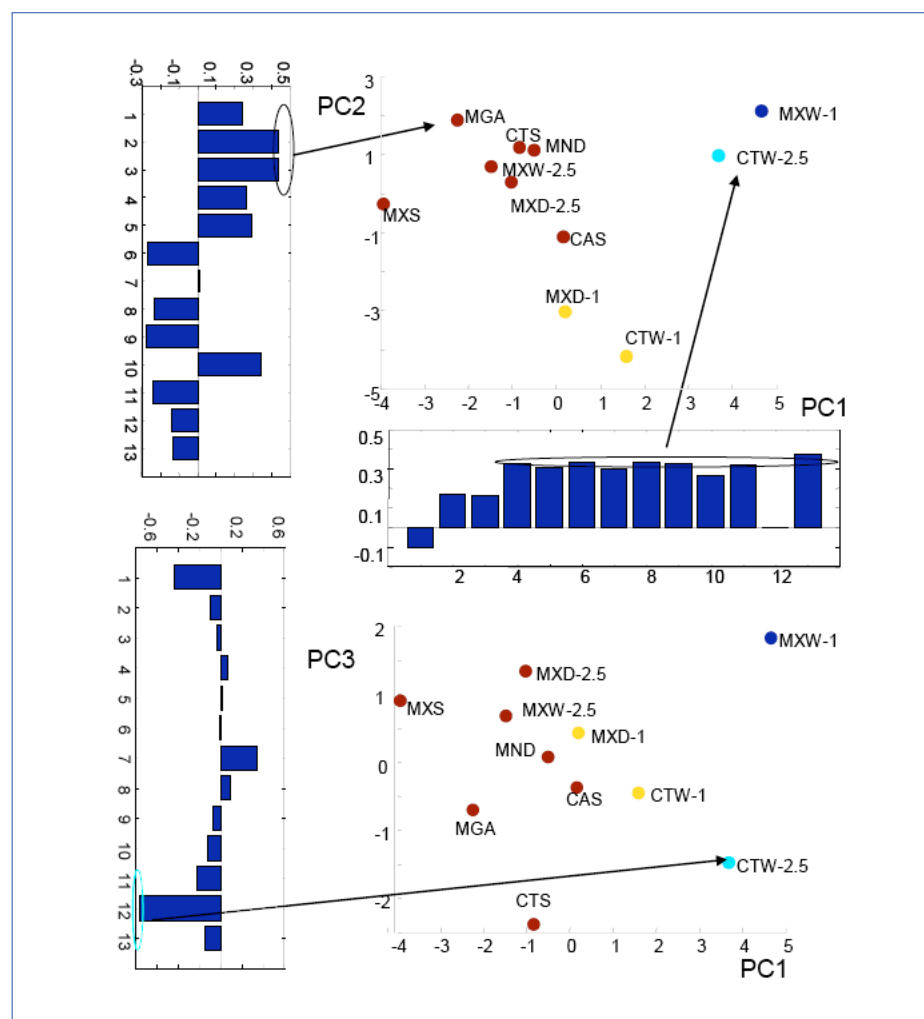 -0.3
-0.1
0.1
0.3
0.5
1
2
3
4
5
6
7
8
9
10
11
12
13
PC2
3
1
-1
-3
-5
MGA
CTS
MND
MXW-2.5
MXD-2.5
MXS
CAS
MXD-1
CTW-1
MXW-1
CTW-2.5
-4 -3 -2 -1 0 1 2 3 4 5
PC1
0.5
0.3
0.1
-0.1
2 4 6 8 10 12
-0.6
-0.2
0.2
0.6
1
2
3
4
5
6
7
8
9
10
11
12
13
PC3
2
1
0
-1
-2
MXW-1
MXD-2.5
MXS
MXW-2.5
MXD-1
MND
CAS
CTW-1
MGA
CTW-2.5
CTS
-4 -3 -2 -1 0 1 2 3 4 5
PC1